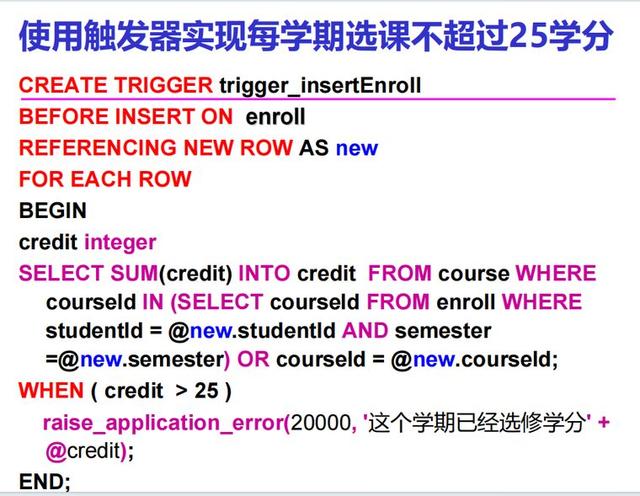 使用触发器实现每学期选课不超过25学分
CREATE TRIGGER trigger_insertEnroll
BEFORE INSERT ON enroll
REFERENCING NEW ROW AS new
FOR EACH ROW
BEGIN
credit integer
SELECT SUM(credit) INTO credit FROM course WHERE
courseId IN (SELECT courseId FROM enroll WHERE
studentId = @new.studentId AND semester
=@new.semester) OR courseId = @new.courseId;
WHEN ( credit > 25 )
raise_application_error(20000, '这个学期已经选修学分' +
@credit);
END;